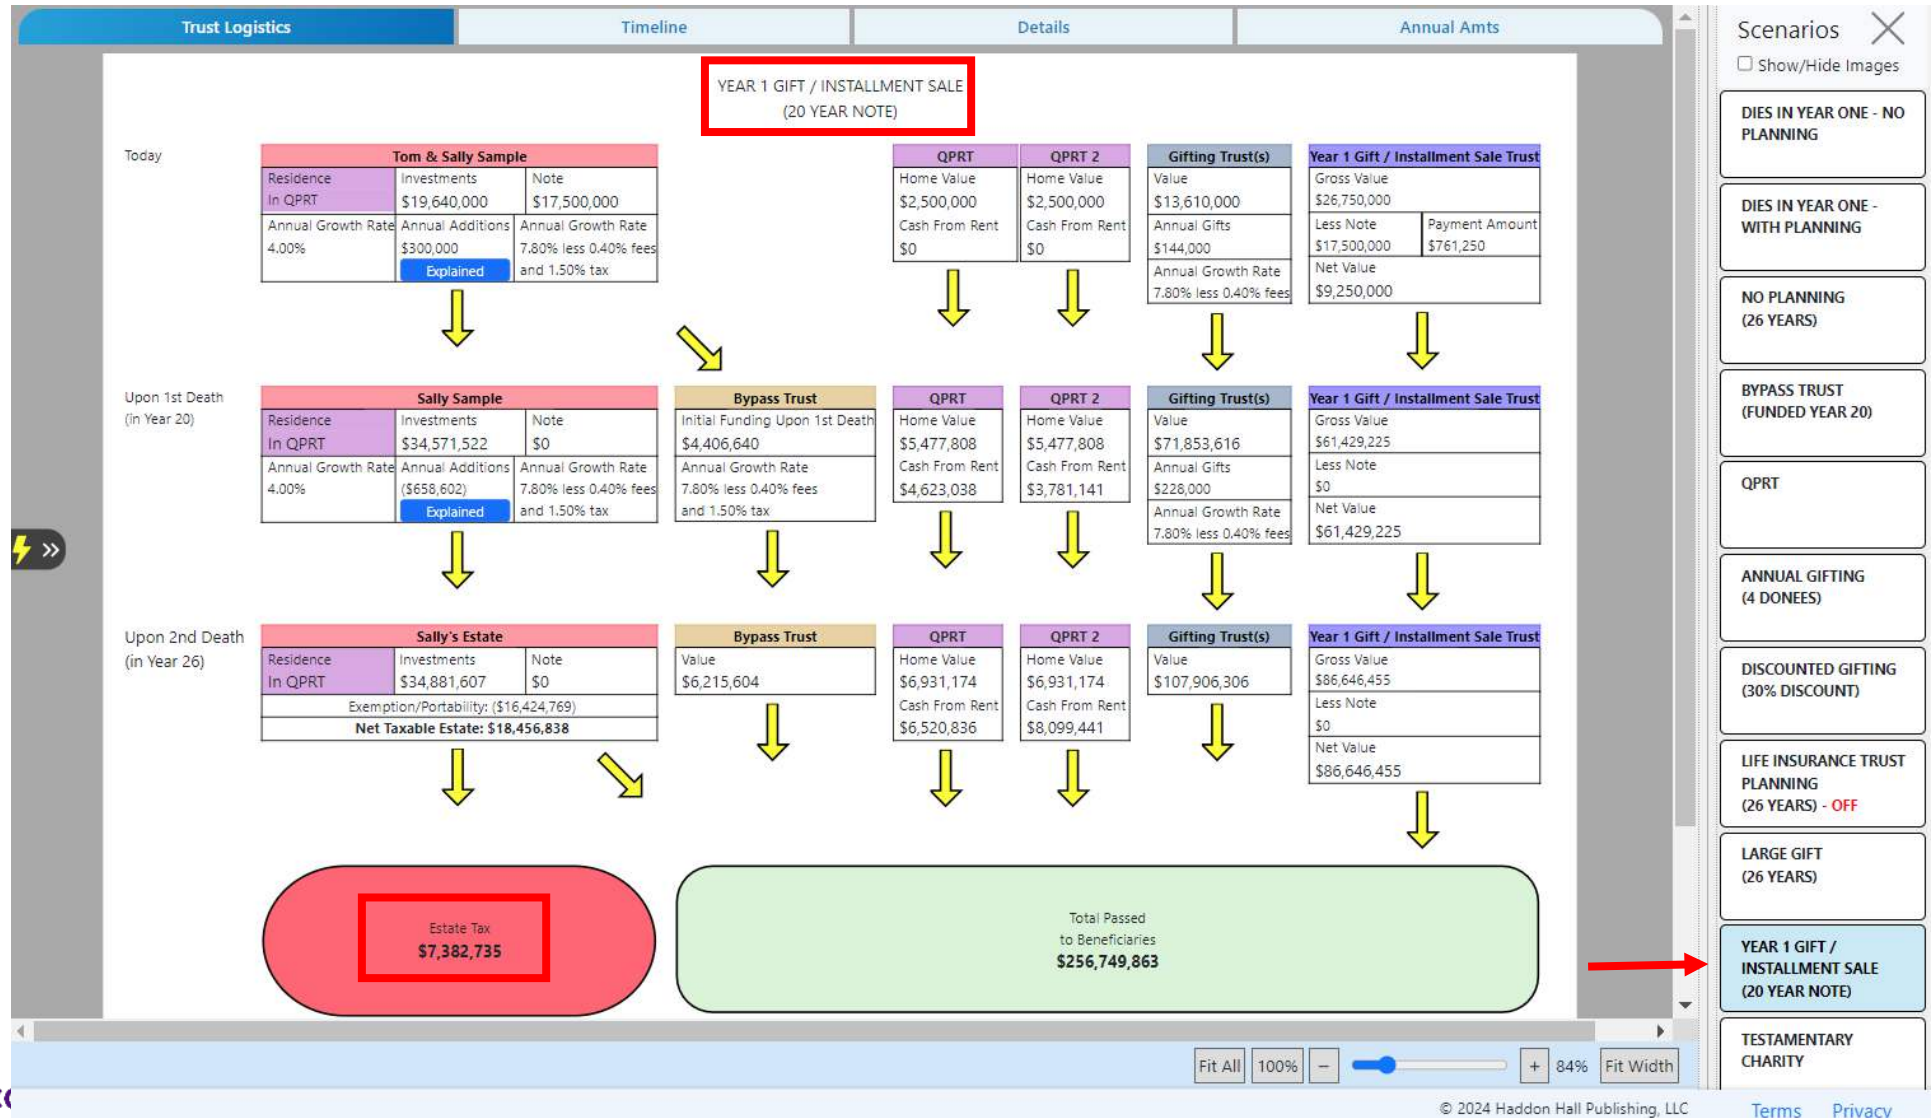 Trust Logistics
Timeline
Details
Annual Amts
Scenarios
Show/Hide Images
YEAR 1 GIFT / INSTALLMENT SALE
(20 YEAR NOTE)
Today
Tom & Sally Sample
Residence
In QPRT
Investments
$19,640,000
Note
$17,500,000
Annual Growth Rate
4.00%
Annual Additions
$300,000
Explained
Annual Growth Rate
7.80% less 0.40% fees
and 1.50% tax
QPRT
Home Value
$2,500,000
Cash From Rent
$0
QPRT 2
Home Value
$2,500,000
Cash From Rent
$0
Gifting Trust(s)
Value
$13,610,000
Annual Gifts
$144,000
Annual Growth Rate
7.80% less 0.40% fees
Year 1 Gift / Installment Sale Trust
Gross Value
$26,750,000
Less Note
$17,500,000
Payment Amount
$761,250
Net Value
$9,250,000
Upon 1st Death
(in Year 20)
Sally Sample
Residence
In QPRT
Investments
$34,571,522
Note
$0
Annual Growth Rate
4.00%
Annual Additions
($658,602)
Explained
Annual Growth Rate
7.80% less 0.40% fees
and 1.50% tax
Bypass Trust
Initial Funding Upon 1st Death
$4,406,640
Annual Growth Rate
7.80% less 0.40% fees
and 1.50% tax
QPRT
Home Value
$5,477,808
Cash From Rent
$4,623,038
QPRT 2
Home Value
$5,477,808
Cash From Rent
$3,781,141
Gifting Trust(s)
Value
$71,853,616
Annual Gifts
$228,000
Annual Growth Rate
7.80% less 0.40% fees
Year 1 Gift / Installment Sale Trust
Gross Value
$61,429,225
Less Note
$0
Net Value
$61,429,225
Upon 2nd Death
(in Year 26)
Sally's Estate
Residence
In QPRT
Investments
$34,881,607
Note
$0
Exemption/Portability: ($16,424,769)
Net Taxable Estate: $18,456,838
Bypass Trust
Value
$6,215,604
QPRT
Home Value
$6,931,174
Cash From Rent
$6,520,836
QPRT 2
Home Value
$6,931,174
Cash From Rent
$8,099,441
Gifting Trust(s)
Value
$107,906,306
Year 1 Gift / Installment Sale Trust
Gross Value
$86,646,455
Less Note
$0
Net Value
$86,646,455
Estate Tax
$7,382,735
Total Passed
to Beneficiaries
$256,749,863
DIES IN YEAR ONE - NO
PLANNING
DIES IN YEAR ONE -
WITH PLANNING
NO PLANNING
(26 YEARS)
BYPASS TRUST
(FUNDED YEAR 20)
QPRT
ANNUAL GIFTING
(4 DONEES)
DISCOUNTED GIFTING
(30% DISCOUNT)
LIFE INSURANCE TRUST
PLANNING
(26 YEARS) - OFF
LARGE GIFT
(26 YEARS)
YEAR 1 GIFT /
INSTALLMENT SALE
(20 YEAR NOTE)
TESTAMENTARY
CHARITY
Fit All
100%
−
+
84%
Fit Width
© 2024 Haddon Hall Publishing, LLC
Terms
Privacy